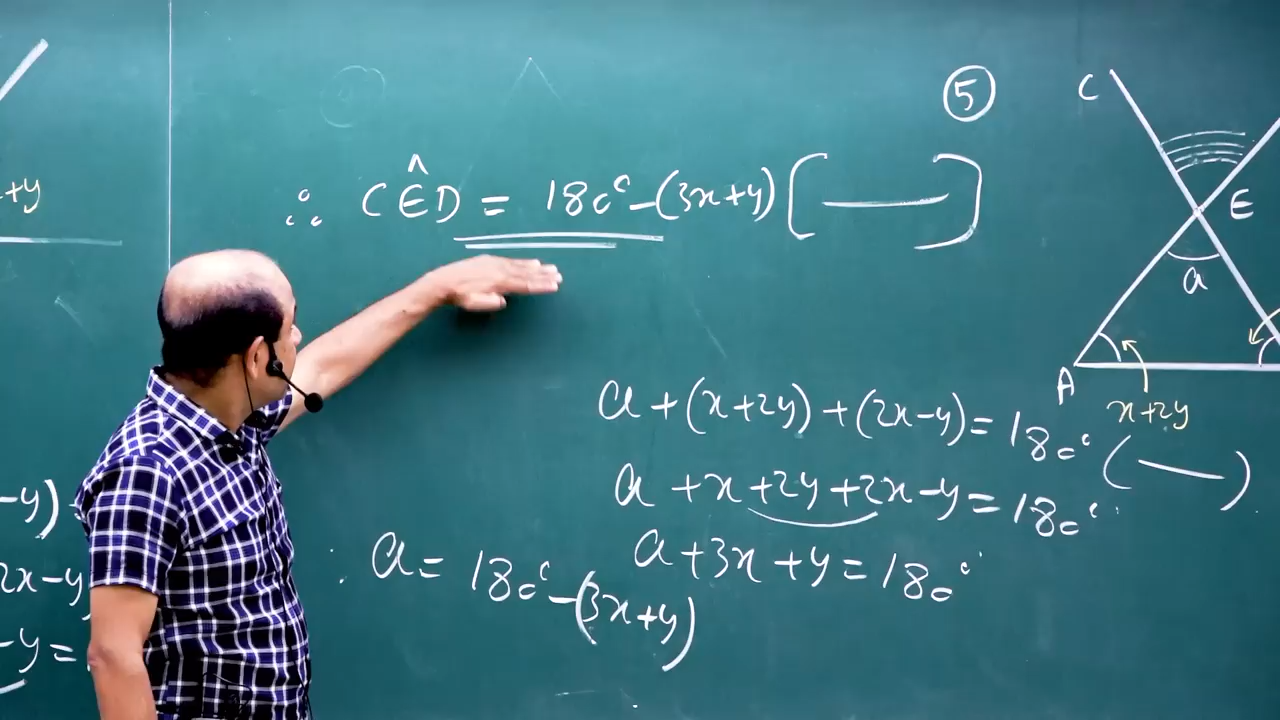 +y
-y)
2x-y
-y=
⑤
∴ CÊD = 180° -(3x+y) [ — ]
a+(x+2y)+(2x-y)=180° ( — )
a+x+2y+2x-y=180°
a+3x+y=180°
∴ a= 180° -(3x+y)
C
E
a
A
x+2y